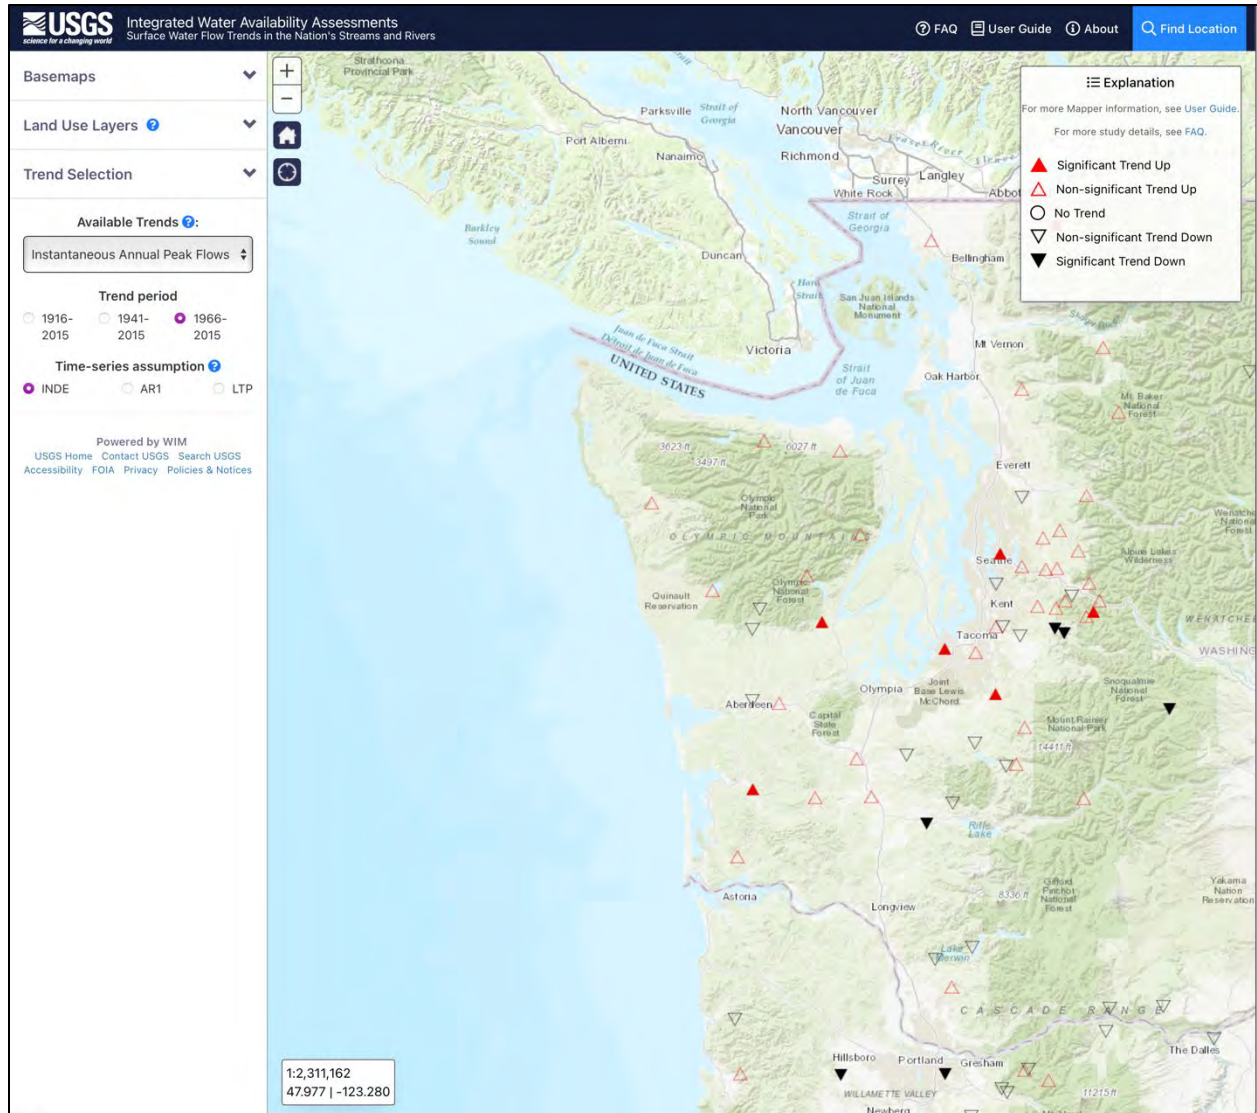 USGS
science for a changing world
Integrated Water Availability Assessments
Surface Water Flow Trends in the Nation's Streams and Rivers
FAQ
User Guide
About
Find Location
Basemaps
Land Use Layers
Trend Selection
Available Trends :
Instantaneous Annual Peak Flows
Trend period
1916-
2015
1941-
2015
1966-
2015
Time-series assumption
INDE
AR1
LTP
Powered by WIM
USGS Home Contact USGS Search USGS
Accessibility FOIA Privacy Policies & Notices
+
−
Explanation
For more Mapper information, see User Guide.
For more study details, see FAQ.
Significant Trend Up
Non-significant Trend Up
No Trend
Non-significant Trend Down
Significant Trend Down
Strathcona
Provincial Park
Parksville
Strait of
Georgia
North Vancouver
Vancouver
Port Alberni
Nanaimo
Richmond
Surrey
Langley
White Rock
Abbot
Fraser River
Barkley
Sound
Duncan
Strait of
Georgia
Bellingham
Haro
Strait
San Juan Islands
National
Monument
Juan de Fuca Strait
Détroit de Juan de Fuca
UNITED STATES
Victoria
Mt Vernon
Strait
of Juan
de Fuca
Oak Harbor
Mt. Baker
National
Forest
3623 ft
6027 ft
3497 ft
Everett
Olympic
National
Park
OLYMPIC MOUNTAINS
Wenatche
National
Forest
Seattle
Alpine Lakes
Wilderness
Olympic
National
Forest
Quinault
Reservation
Kent
WENATCHEE
Tacoma
WASHING
Olympia
Joint
Base Lewis
McChord
Snoqualmie
National
Forest
Aberdeen
Capital
State
Forest
Mount Rainier
National Park
14411 ft
Riffe
Lake
Astoria
Longview
8336 ft
Gifford
Pinchot
National
Forest
Yakama
Nation
Reservation
Lake
Merwin
CASCADE RANGE
The Dalles
Hillsboro
Portland
Gresham
WILLAMETTE VALLEY
11215 ft
Newberg
1:2,311,162
47.977 | -123.280